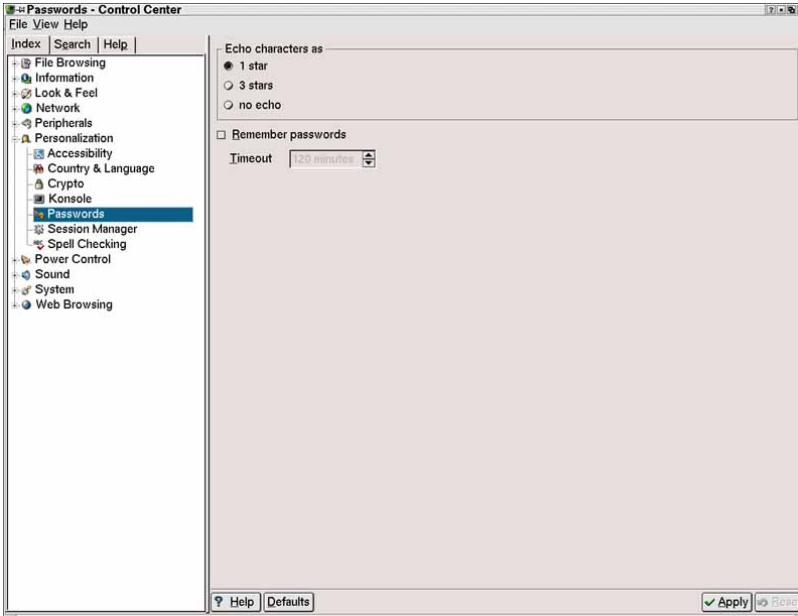 Passwords - Control Center
File View Help
Index Search Help
File Browsing
Information
Look & Feel
Network
Peripherals
Personalization
Accessibility
Country & Language
Crypto
Konsole
Passwords
Session Manager
Spell Checking
Power Control
Sound
System
Web Browsing
Echo characters as
1 star
3 stars
no echo
Remember passwords
Timeout 120 minutes
? Help Defaults
Apply